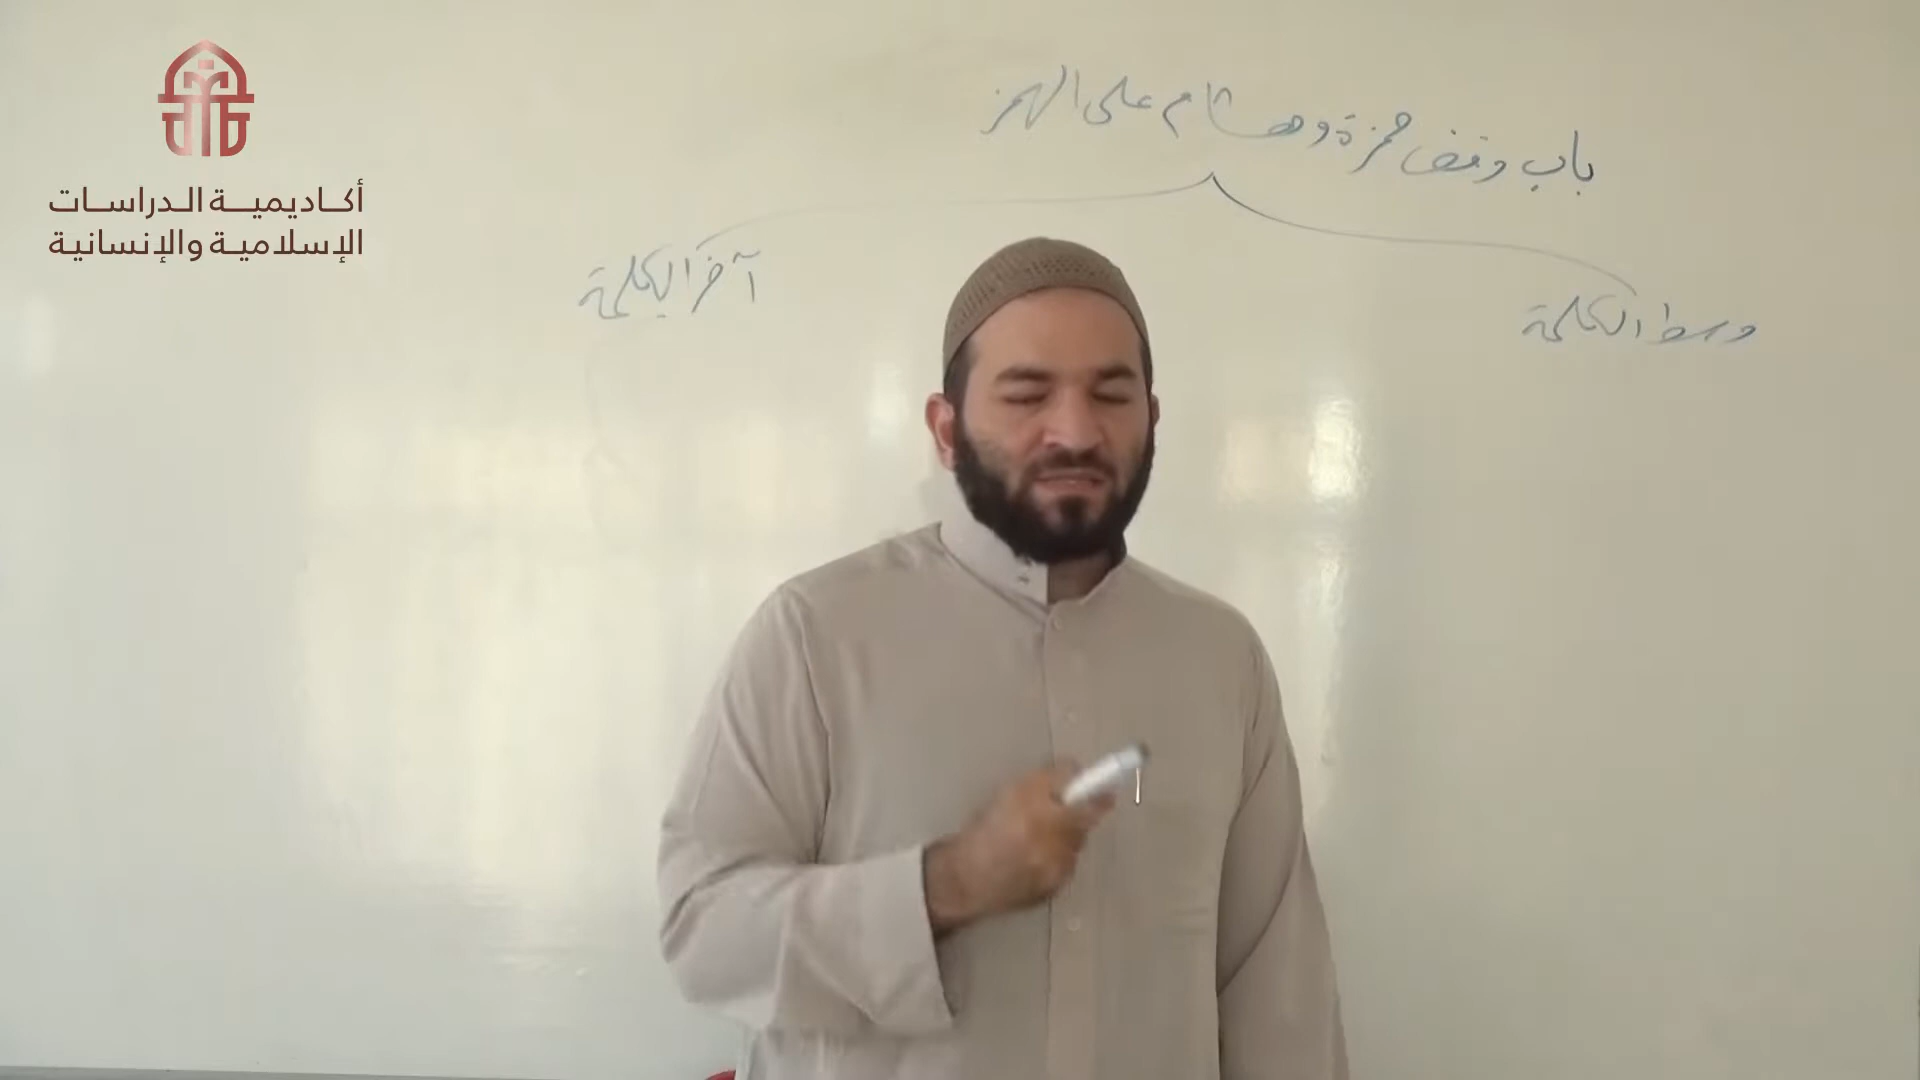 أكاديمية الدراسات
الإسلامية والإنسانية
باب وقف حمزة وهشام على الهمز
وسط الكلمة
آخر الكلمة